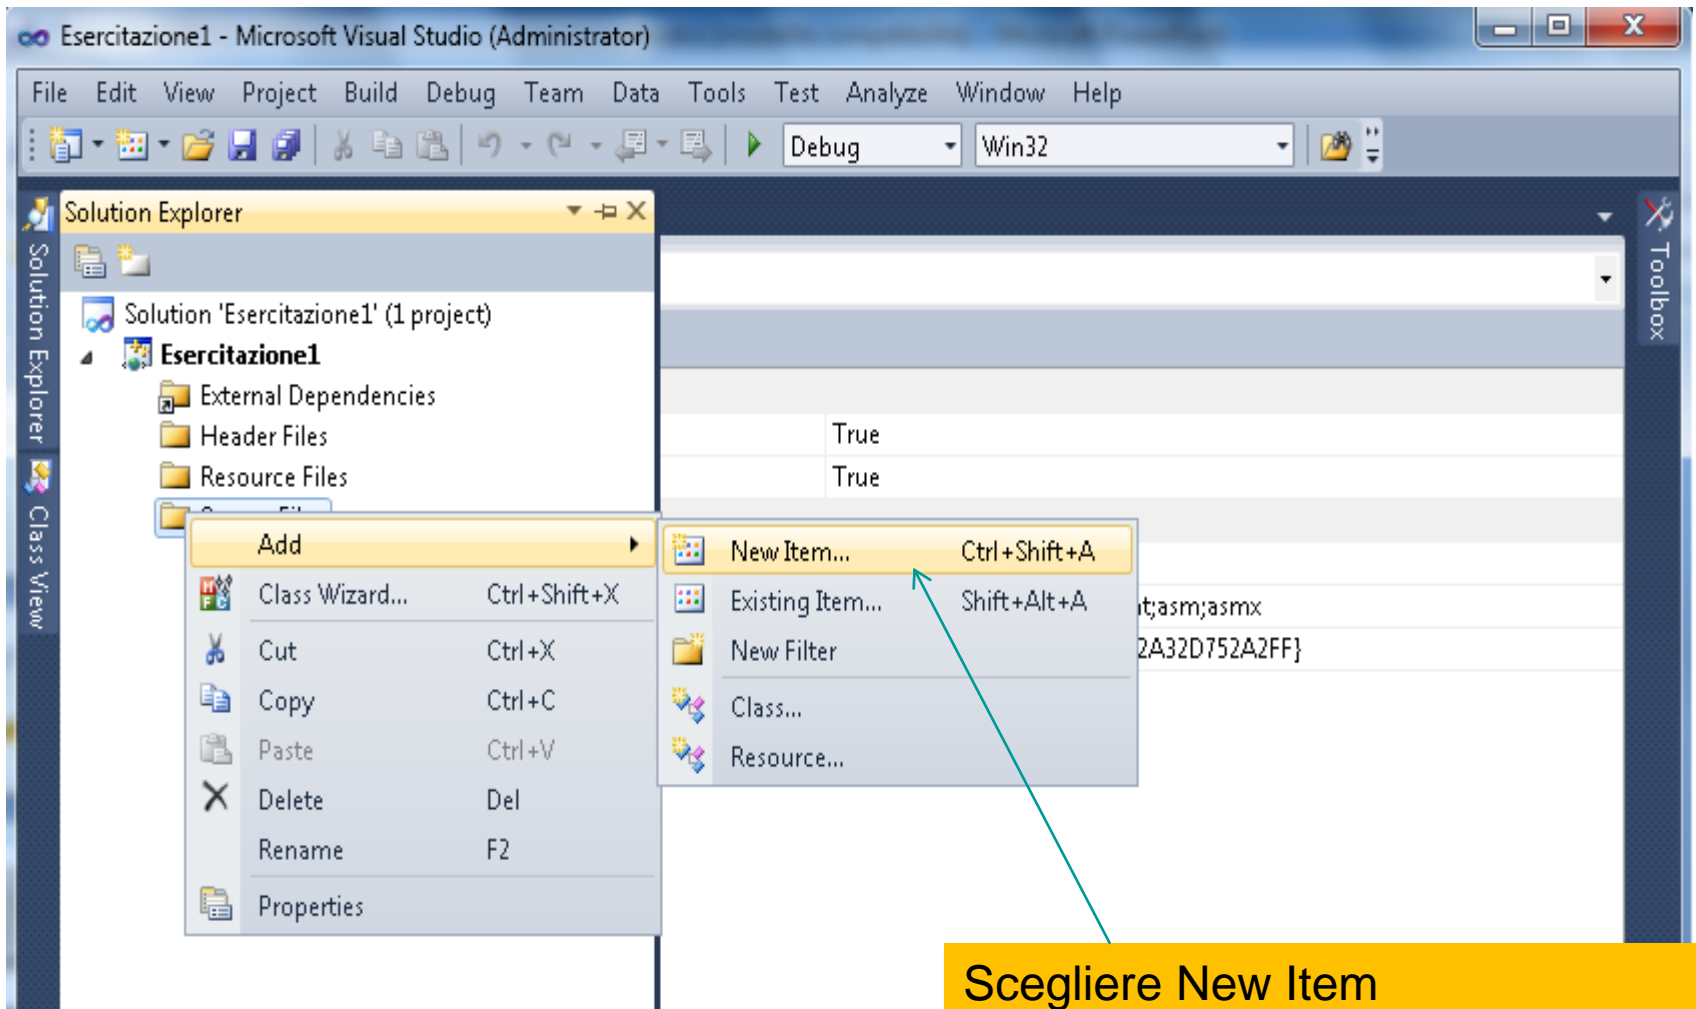 Esercitazione1 - Microsoft Visual Studio (Administrator)
File Edit View Project Build Debug Team Data Tools Test Analyze Window Help
Debug Win32
Solution Explorer
Class View
Solution Explorer
Toolbox
Solution 'Esercitazione1' (1 project)
Esercitazione1
External Dependencies
Header Files
Resource Files
True
True
Add
Class Wizard... Ctrl+Shift+X
Cut Ctrl+X
Copy Ctrl+C
Paste Ctrl+V
Delete Del
Rename F2
Properties
New Item... Ctrl+Shift+A
Existing Item... Shift+Alt+A
New Filter
Class...
Resource...
t;asm;asmx
2A32D752A2FF}
Scegliere New Item